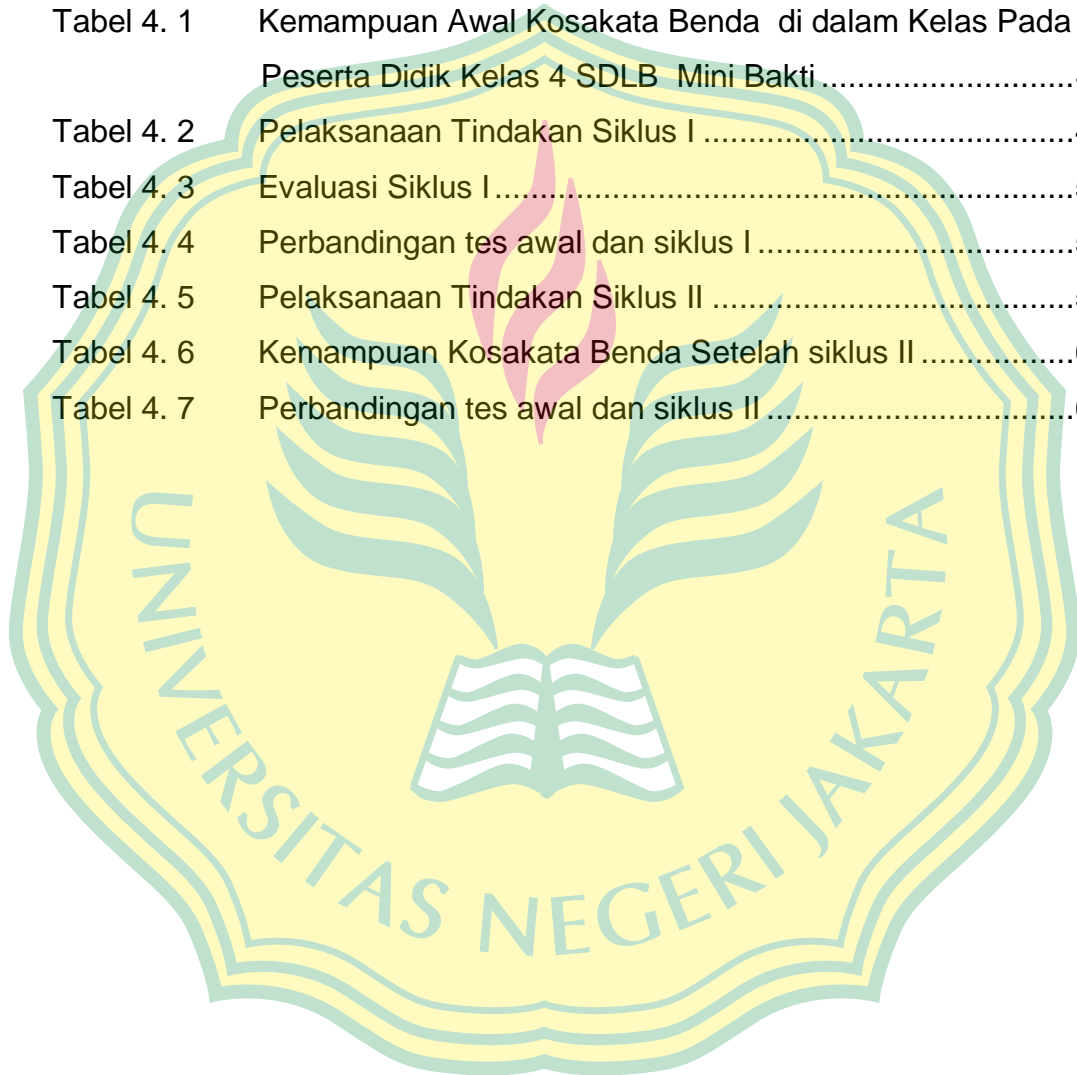 Tabel 4. 1 Kemampuan Awal Kosakata Benda di dalam Kelas Pada
Peserta Didik Kelas 4 SDLB Mini Bakti ................................
Tabel 4. 2 Pelaksanaan Tindakan Siklus I ..............................................
Tabel 4. 3 Evaluasi Siklus I .......................................................................
Tabel 4. 4 Perbandingan tes awal dan siklus I .......................................
Tabel 4. 5 Pelaksanaan Tindakan Siklus II .............................................
Tabel 4. 6 Kemampuan Kosakata Benda Setelah siklus II ...................
Tabel 4. 7 Perbandingan tes awal dan siklus II ......................................
UNIVERSITAS NEGERI JAKARTA